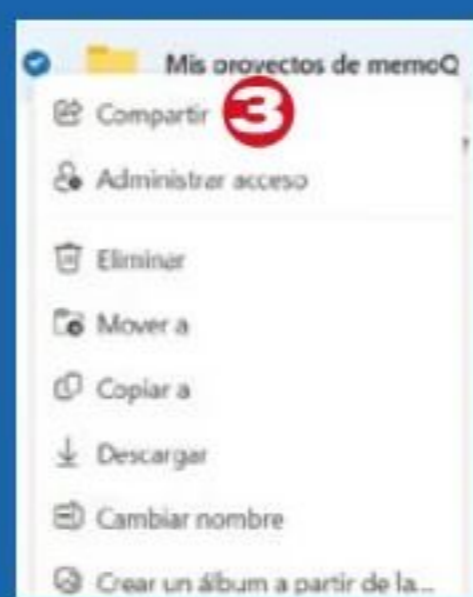 Mis proyectos de memoQ
Compartir 3
Administrar acceso
Eliminar
Mover a
Copiar a
Descargar
Cambiar nombre
Crear un álbum a partir de la...